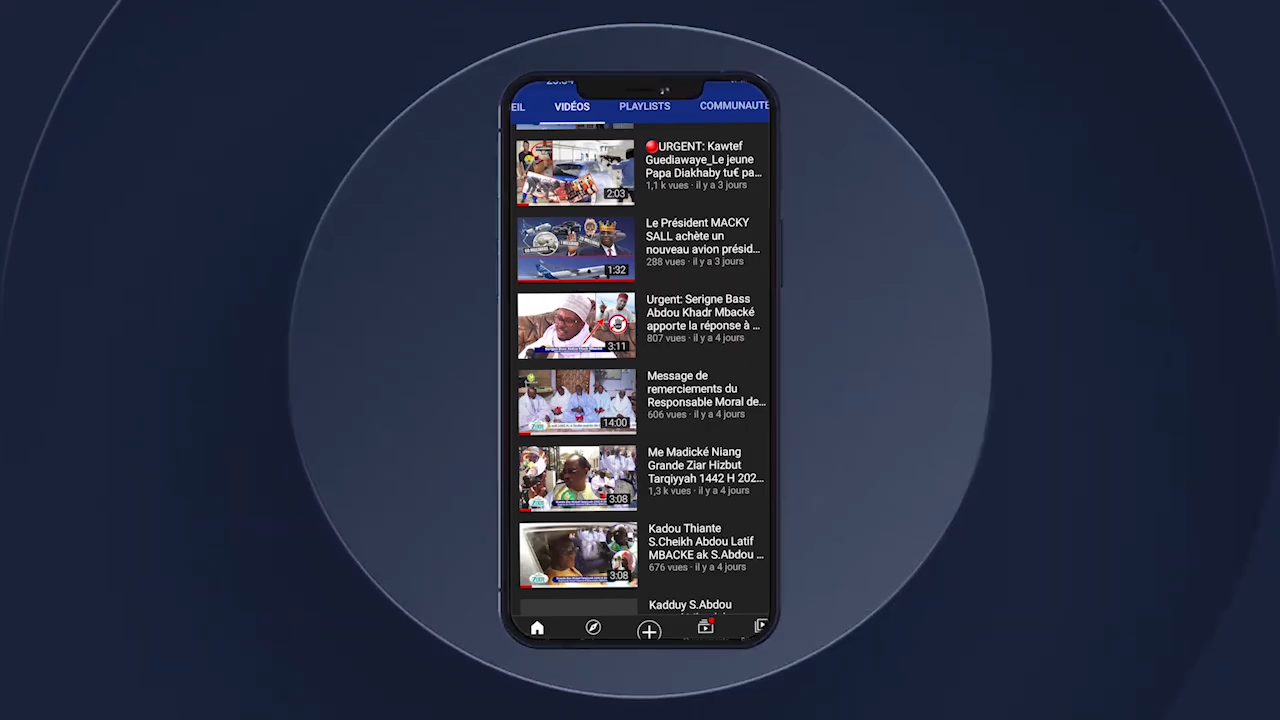 EIL VIDÉOS PLAYLISTS COMMUNAUTÉ
URGENT: Kawtef
Guediawaye_Le jeune
Papa Diakhaby tu€ pa...
1,1 k vues · il y a 3 jours
2:03
Le Président MACKY
SALL achète un
nouveau avion présid...
288 vues · il y a 3 jours
1:32
Urgent: Serigne Bass
Abdou Khadr Mbacké
apporte la réponse à ...
807 vues · il y a 4 jours
3:11
Message de
remerciements du
Responsable Moral de...
606 vues · il y a 4 jours
14:00
Me Madické Niang
Grande Ziar Hizbut
Tarqiyyah 1442 H 202...
1,3 k vues · il y a 4 jours
3:08
Kadou Thiante
S.Cheikh Abdou Latif
MBACKE ak S.Abdou ...
676 vues · il y a 4 jours
3:08
Kadduy S.Abdou